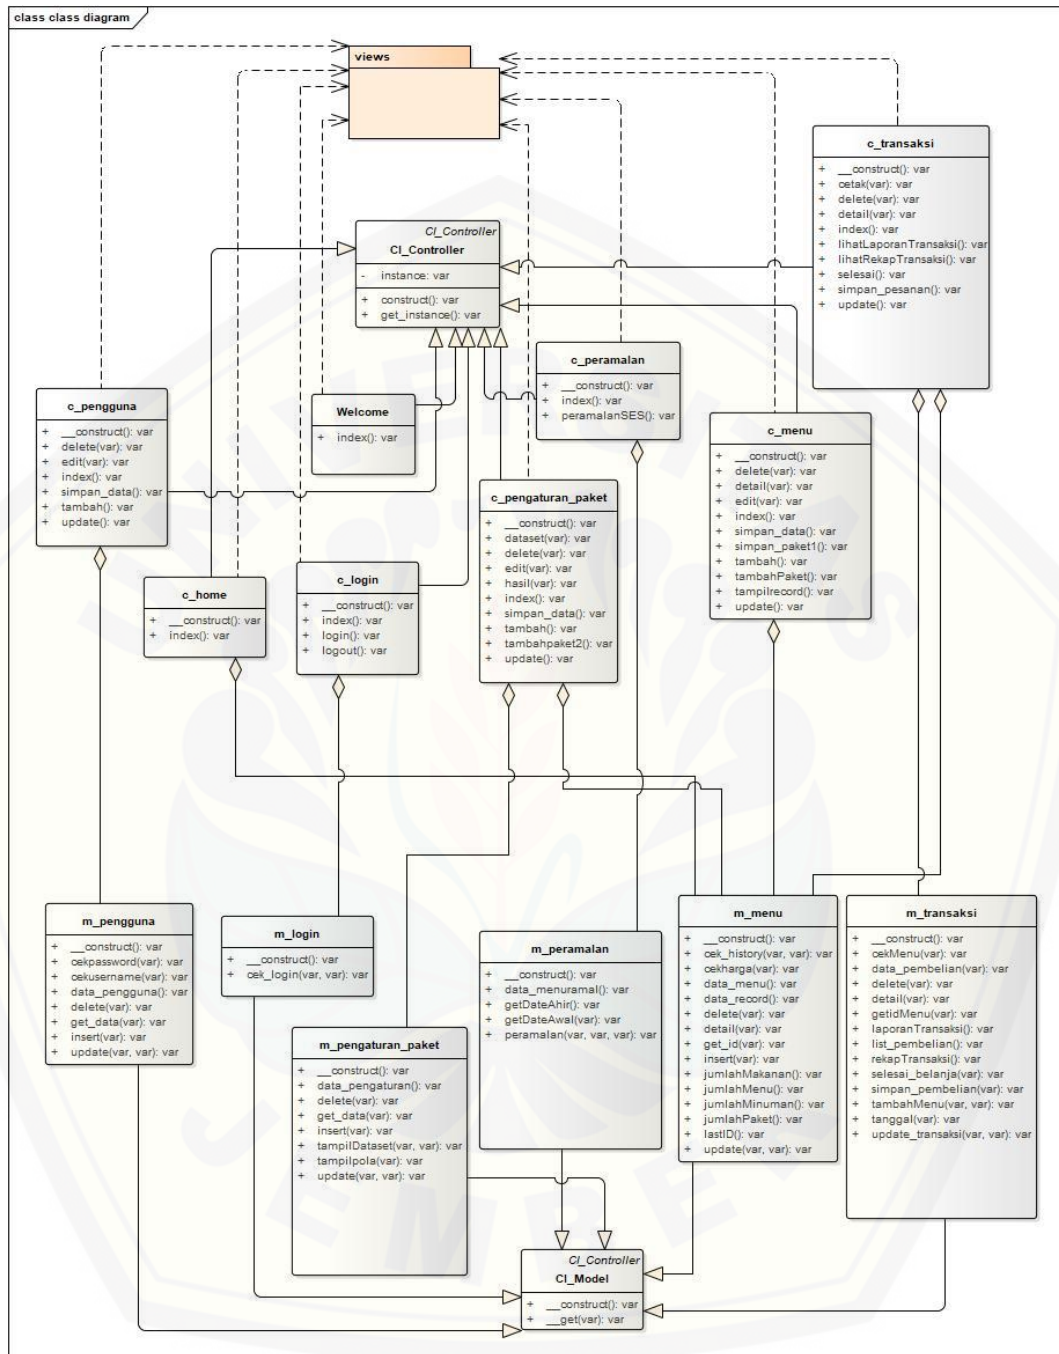 class class diagram
views
c_transaksi
+ __construct(): var
+ cetak(var): var
+ delete(var): var
+ detail(var): var
+ index(): var
+ lihatLaporanTransaksi(): var
+ lihatRekapTransaksi(): var
+ selesai(): var
+ simpan_pesanan(): var
+ update(): var
CI_Controller
CI_Controller
- instance: var
+ construct(): var
+ get_instance(): var
c_peramalan
+ __construct(): var
+ index(): var
+ peramalanSES(): var
c_pengguna
+ __construct(): var
+ delete(var): var
+ edit(var): var
+ index(): var
+ simpan_data(): var
+ tambah(): var
+ update(): var
Welcome
+ index(): var
c_menu
+ __construct(): var
+ delete(var): var
+ detail(var): var
+ edit(var): var
+ index(): var
+ simpan_data(): var
+ simpan_paket1(): var
+ tambah(): var
+ tambahPaket(): var
+ tampilrecord(): var
+ update(): var
c_pengaturan_paket
+ __construct(): var
+ dataset(var): var
+ delete(var): var
+ edit(var): var
+ hasil(var): var
+ index(): var
+ simpan_data(): var
+ tambah(): var
+ tambahpaket2(): var
+ update(): var
c_home
+ __construct(): var
+ index(): var
c_login
+ __construct(): var
+ index(): var
+ login(): var
+ logout(): var
m_pengguna
+ __construct(): var
+ cekpassword(var): var
+ cekusername(var): var
+ data_pengguna(): var
+ delete(var): var
+ get_data(var): var
+ insert(var): var
+ update(var, var): var
m_login
+ __construct(): var
+ cek_login(var, var): var
m_pengaturan_paket
+ __construct(): var
+ data_pengaturan(): var
+ delete(var): var
+ get_data(var): var
+ insert(var): var
+ tampilDataset(var, var): var
+ tampilpola(var): var
+ update(var, var): var
m_peramalan
+ __construct(): var
+ data_menuramal(): var
+ getDateAhir(): var
+ getDateAwal(): var
+ peramalan(var, var, var): var
m_menu
+ __construct(): var
+ cek_history(var, var): var
+ cekharga(var): var
+ data_menu(): var
+ data_record(): var
+ delete(var): var
+ detail(var): var
+ get_id(var): var
+ insert(var): var
+ jumlahMakanan(): var
+ jumlahMenu(): var
+ jumlahMinuman(): var
+ jumlahPaket(): var
+ lastID(): var
+ update(var, var): var
m_transaksi
+ __construct(): var
+ cekMenu(var): var
+ data_pembelian(var): var
+ delete(var): var
+ detail(var): var
+ getidMenu(var): var
+ laporanTransaksi(): var
+ list_pembelian(): var
+ rekapTransaksi(): var
+ selesai_belanja(var): var
+ simpan_pembelian(var): var
+ tambahMenu(var, var): var
+ tanggal(): var
+ update_transaksi(var, var): var
CI_Controller
CI_Model
+ __construct(): var
+ __get(var): var
UNIVERSITAS
JEMBER